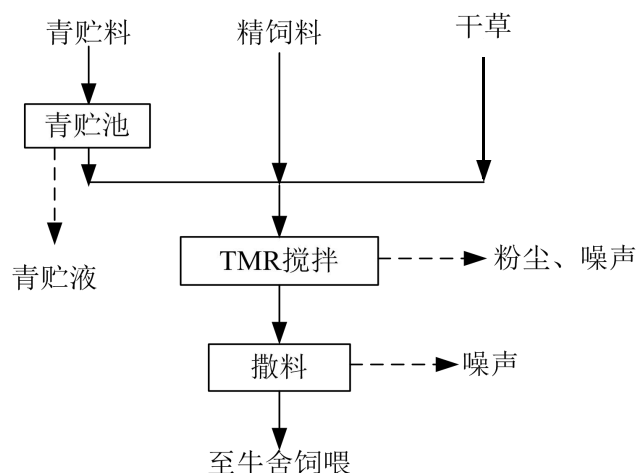 青贮料
精饲料
干草
青贮池
青贮液
TMR搅拌
粉尘、噪声
撒料
噪声
至牛舍饲喂